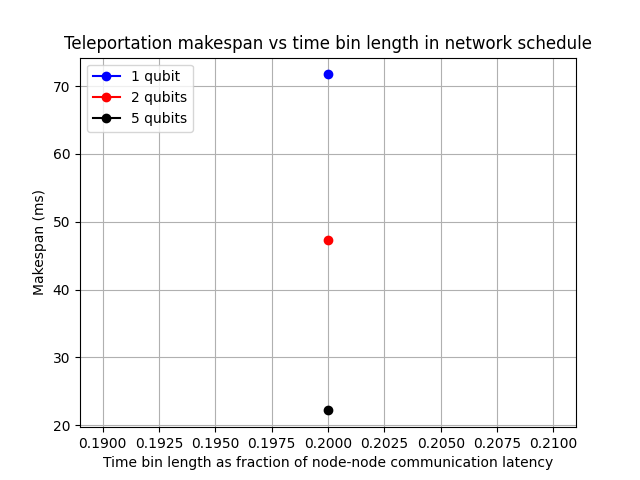 Teleportation makespan vs time bin length in network schedule
1 qubit
2 qubits
5 qubits
Makespan (ms)
70
60
50
40
30
20
0.1900 0.1925 0.1950 0.1975 0.2000 0.2025 0.2050 0.2075 0.2100
Time bin length as fraction of node-node communication latency